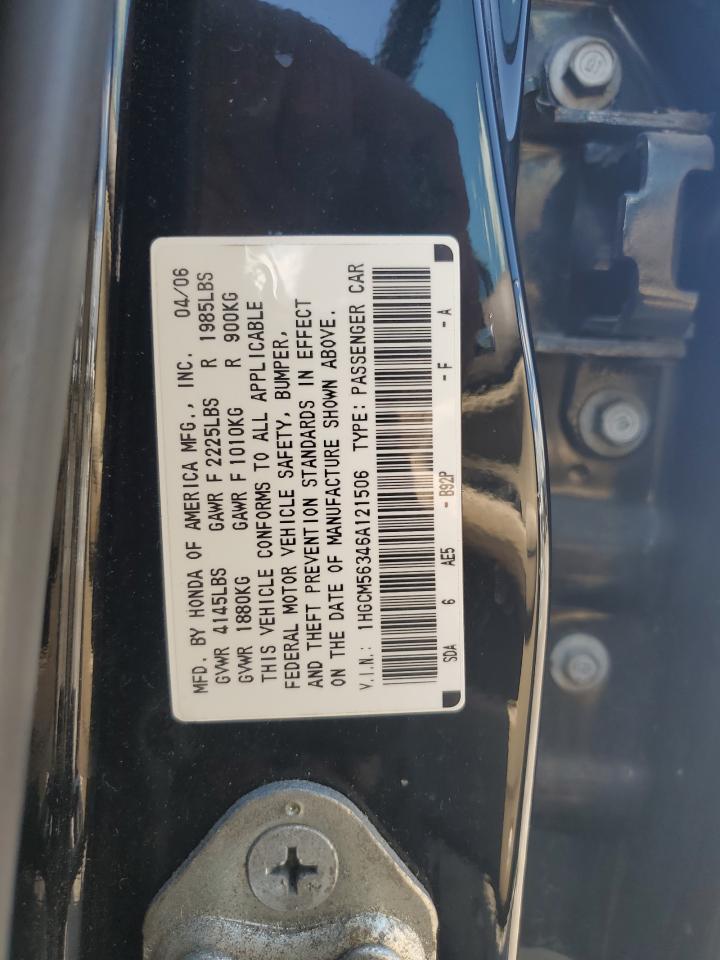 MFD. BY HONDA OF AMERICA MFG., INC. 04/06
GVWR 4145LBS GAWR F 2225LBS R 1985LBS
GVWR 1880KG GAWR F 1010KG R 900KG
THIS VEHICLE CONFORMS TO ALL APPLICABLE
FEDERAL MOTOR VEHICLE SAFETY, BUMPER,
AND THEFT PREVENTION STANDARDS IN EFFECT
ON THE DATE OF MANUFACTURE SHOWN ABOVE.
V.I.N.: 1HGCM56346A121506 TYPE: PASSENGER CAR
SDA 6 AE5 - B92P - F - A